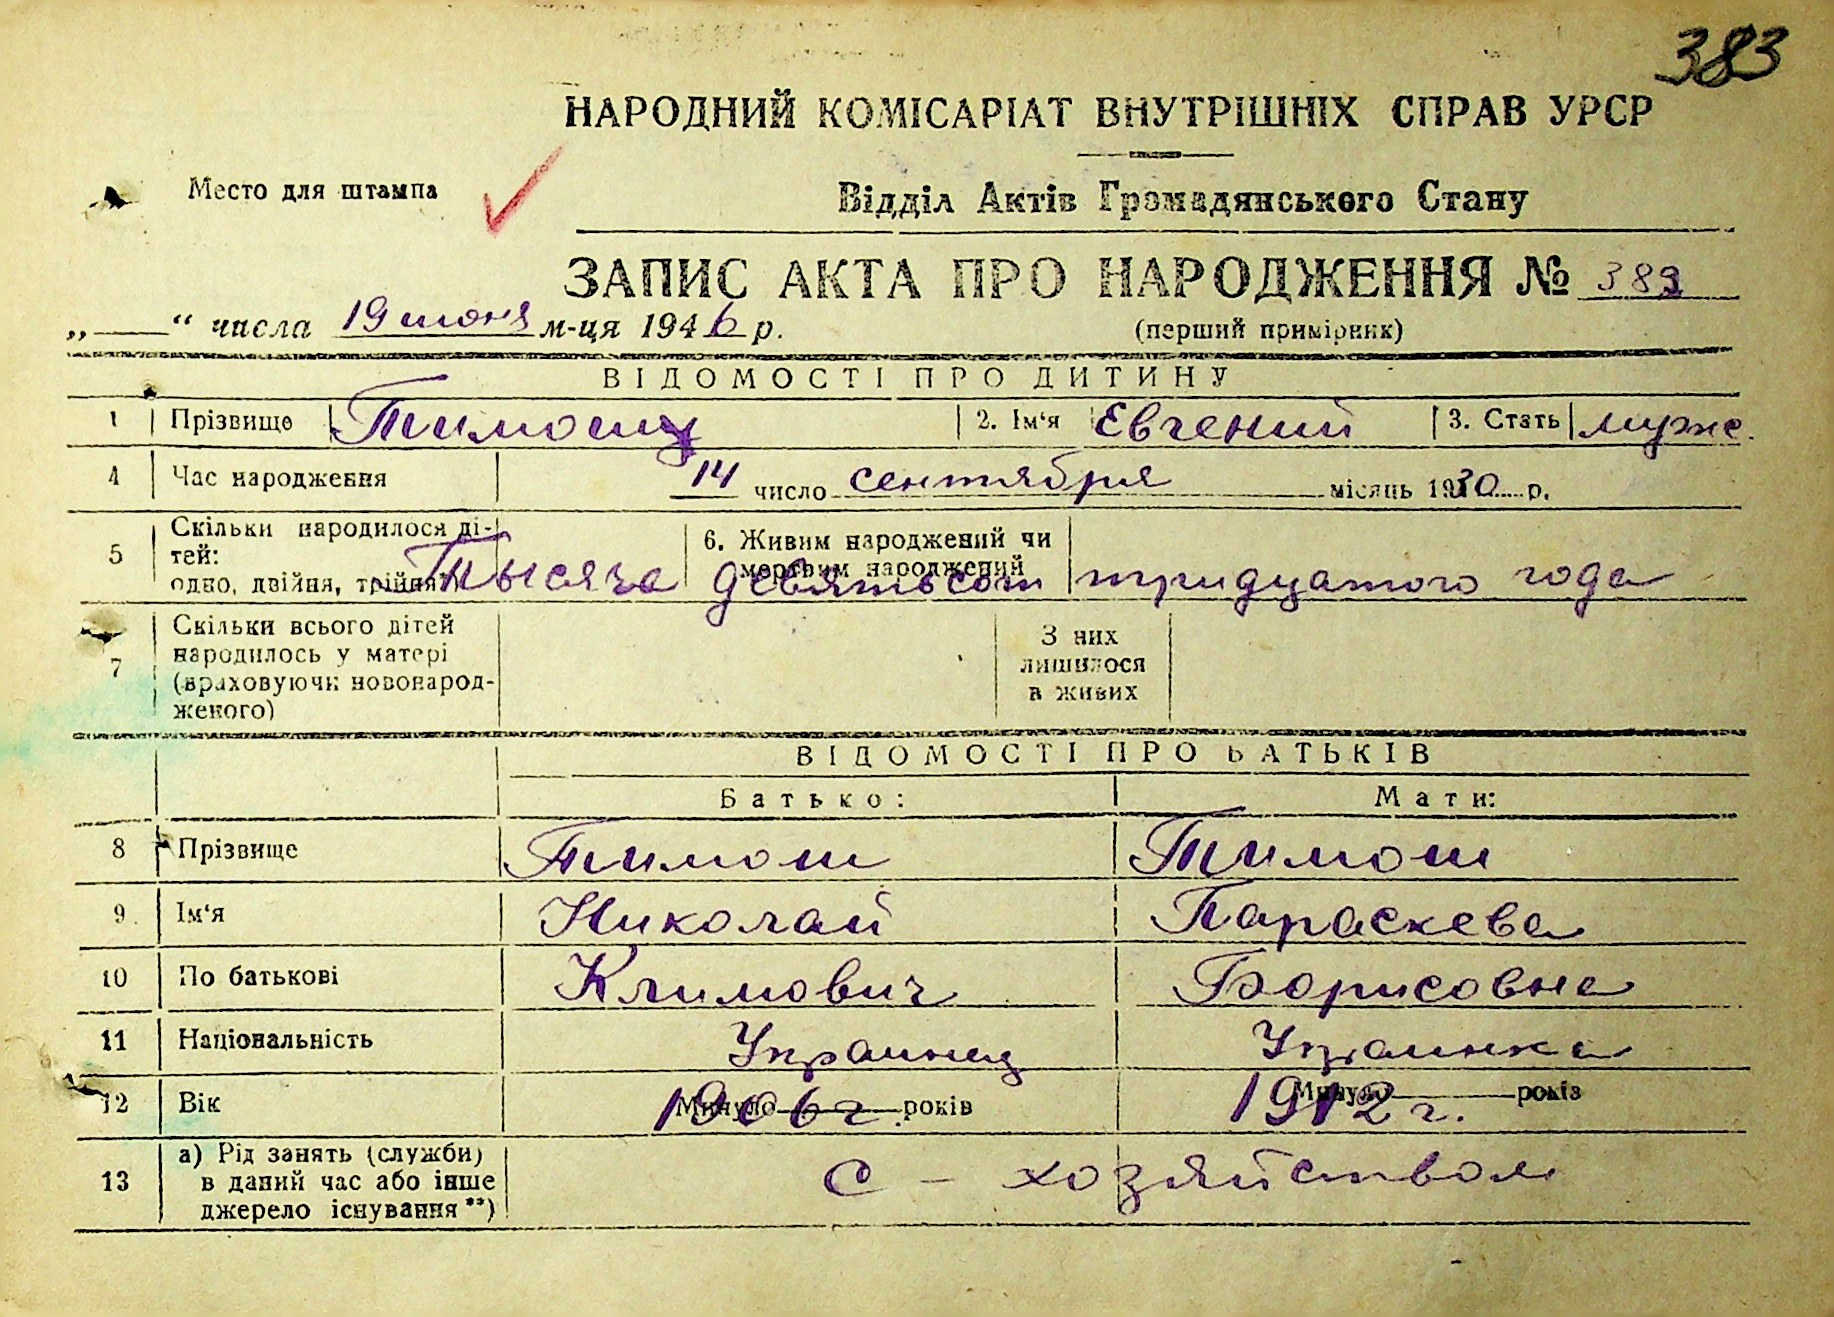 383
НАРОДНИЙ КОМІСАРІАТ ВНУТРІШНІХ СПРАВ УРСР
Место для штампа
Відділ Актів Громадянського Стану
ЗАПИС АКТА ПРО НАРОДЖЕННЯ № 383
„—“ числа 19 июня м-ця 1946 р.
(перший примірник)
ВІДОМОСТІ ПРО ДИТИНУ
1 Прізвище Тимош 2. Ім‘я Евгений 3. Стать муже.
4 Час народження 14 число сентября місяць 1930 р.
5 Скільки народилося ді-
тей:
одно, двійня, трійня
6. Живим народжений чи
мертвим народжений
Тысяча девятьсот тридцатого года
7 Скільки всього дітей
народилось у матері
(враховуючи новонарод-
женого)
З них
лишилося
в живих
ВІДОМОСТІ ПРО БАТЬКІВ
Батько: Мати:
8 Прізвище Тимош Тимош
9 Ім‘я Николай Параскева
10 По батькові Климович Борисовна
11 Національність Украинец Украинка
12 Вік Минуло 1906 г. років Минуло 1912 г. років
13 а) Рід занять (служби)
в даний час або інше
джерело існування **)
С - хозяйством